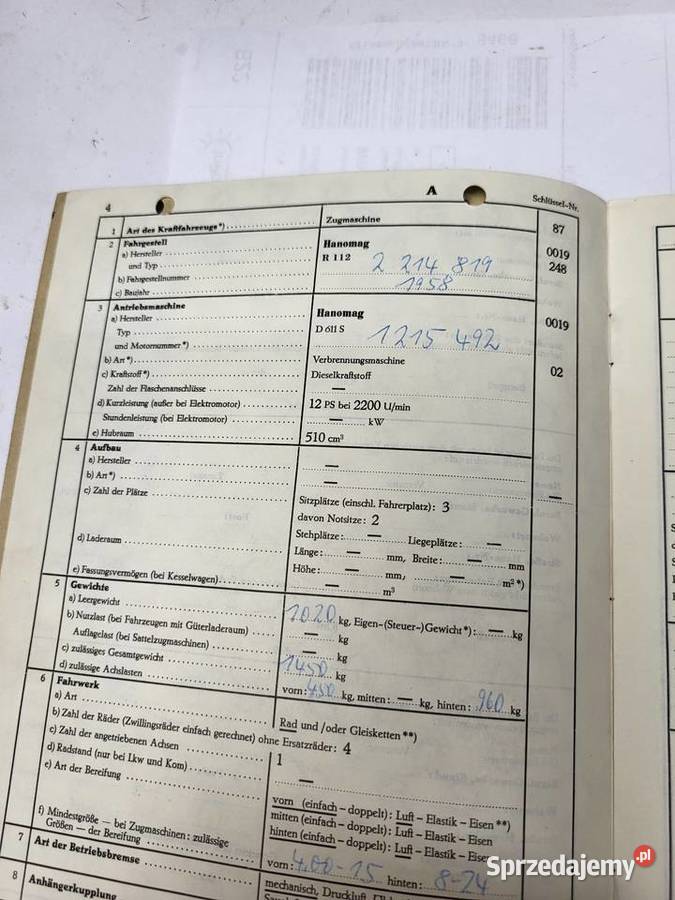 4 A Schlüssel-Nr.
1 Art des Kraftfahrzeugs*) Zugmaschine 87
2 Fahrgestell
a) Hersteller Hanomag 0019
und Typ R 112 248
b) Fahrgestellnummer 2 214 819
c) Baujahr 1958
3 Antriebsmaschine
a) Hersteller Hanomag 0019
Typ D 611 S
und Motornummer*) 1215 492
b) Art*) Verbrennungsmaschine
c) Kraftstoff*) Dieselkraftstoff 02
Zahl der Flaschenanschlüsse —
d) Kurzleistung (außer bei Elektromotor) 12 PS bei 2200 U/min
Stundenleistung (bei Elektromotor) — kW
e) Hubraum 510 cm³
4 Aufbau
a) Hersteller —
b) Art*) — —
c) Zahl der Plätze Sitzplätze (einschl. Fahrerplatz): 3
davon Notsitze: 2
Stehplätze: — Liegeplätze: —
d) Laderaum Länge: — mm, Breite: — mm
Höhe: — mm, — m²*)
e) Fassungsvermögen (bei Kesselwagen) — m³
5 Gewichte
a) Leergewicht 1020 kg, Eigen-(Steuer-)Gewicht*): — kg
b) Nutzlast (bei Fahrzeugen mit Güterladeraum) — kg
Auflagelast (bei Sattelzugmaschinen) — kg
c) zulässiges Gesamtgewicht 1450 kg
d) zulässige Achslasten vorn: 450 kg, mitten: — kg, hinten: 960 kg
6 Fahrwerk
a) Art Rad und /oder Gleisketten**)
b) Zahl der Räder (Zwillingsräder einfach gerechnet) ohne Ersatzräder: 4
c) Zahl der angetriebenen Achsen 1
d) Radstand (nur bei Lkw und Kom) —
e) Art der Bereifung vorn (einfach – doppelt): Luft – Elastik – Eisen**)
mitten (einfach – doppelt): Luft – Elastik – Eisen
hinten (einfach – doppelt): Luft – Elastik – Eisen
f) Mindestgröße — bei Zugmaschinen: zulässige
Größen — der Bereifung vorn: 4.00-15 hinten: 8-24
7 Art der Betriebsbremse mechanisch, Druckluft
8 Anhängerkupplung
Sprzedajemy.pl